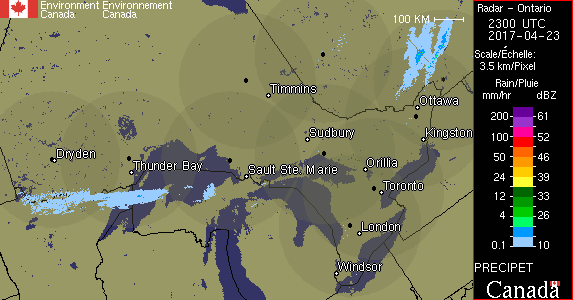 Environment Environnement
Canada Canada
100 KM
Timmins
Ottawa
Sudbury
Kingston
Dryden
Thunder Bay
Sault Ste. Marie
Orillia
Toronto
London
Windsor
Radar - Ontario
2300 UTC
2017-04-23
Scale/Échelle:
3.5 km/Pixel
Rain/Pluie
mm/hr dBZ
200 61
100 52
50 46
24 39
12 33
4 26
0.1 10
PRECIPET
Canada